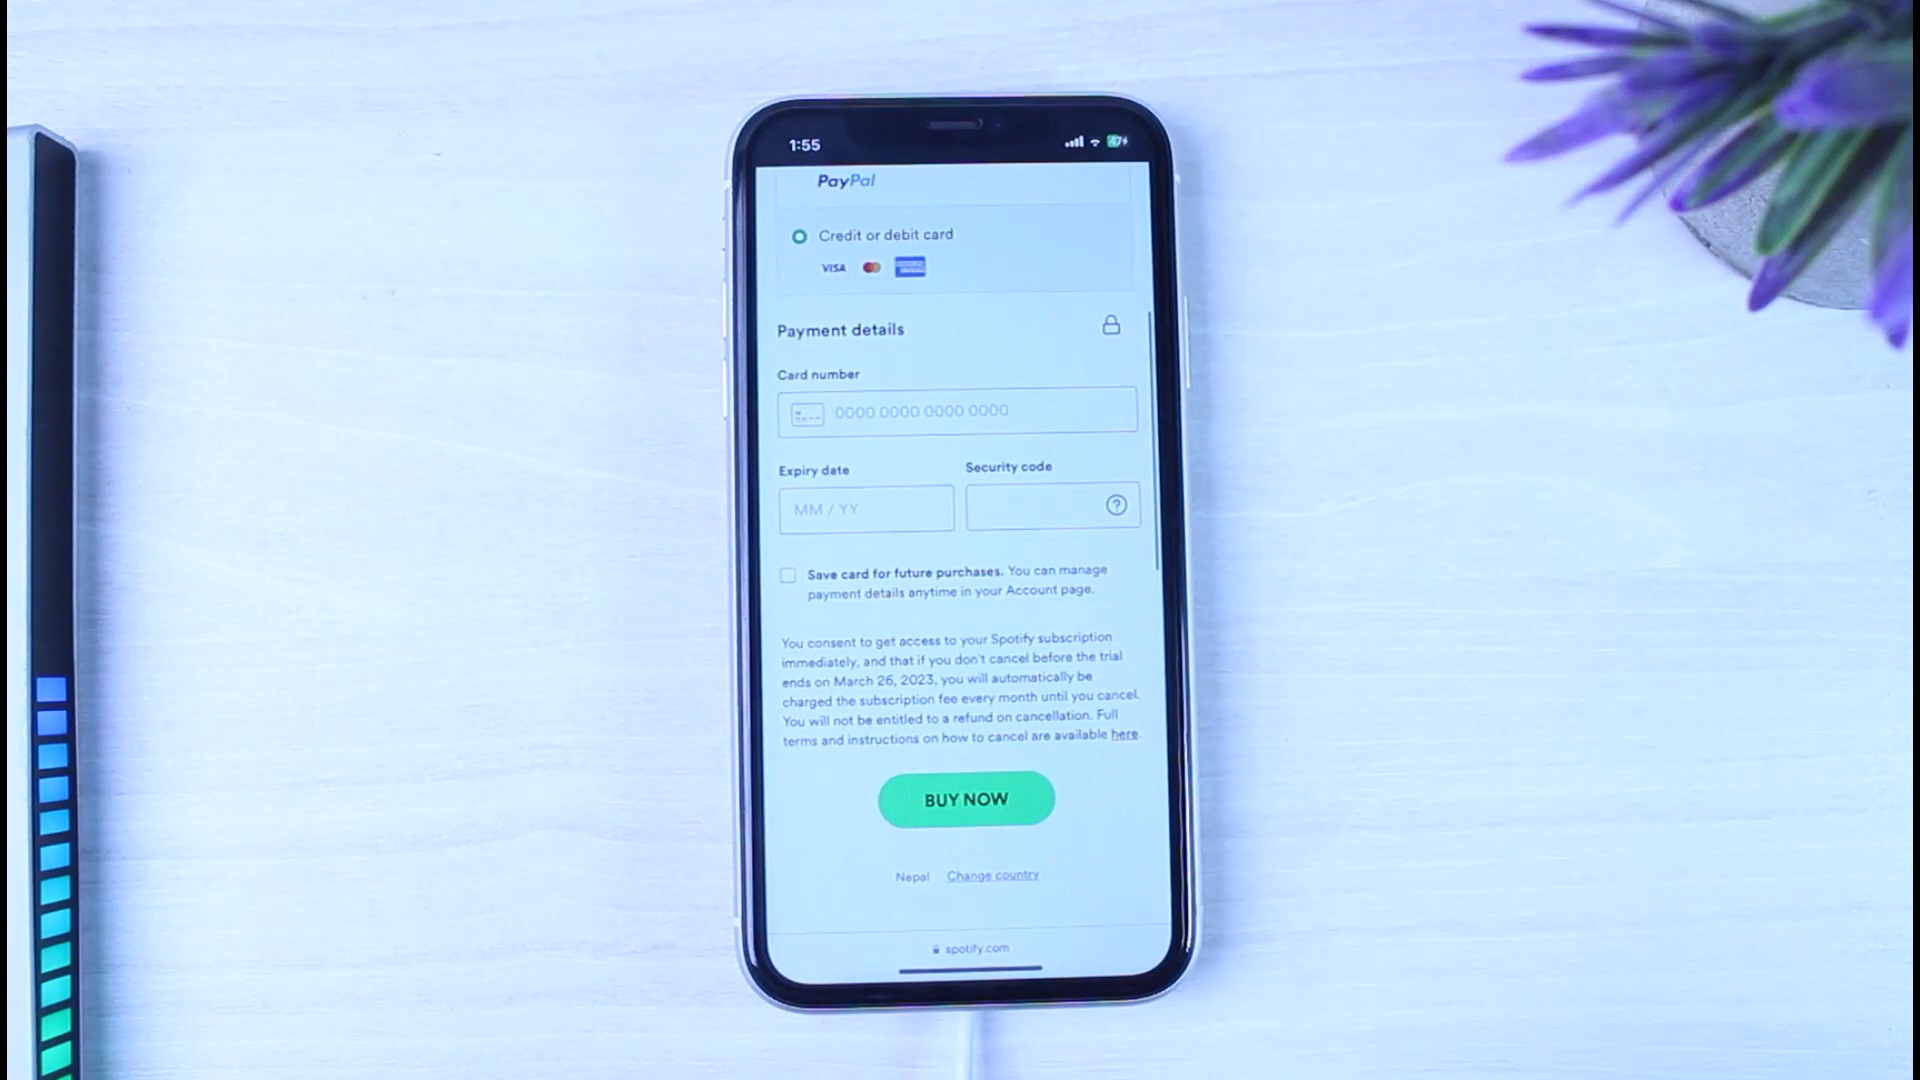 1:55
47
PayPal
Credit or debit card
VISA
Payment details
Card number
0000 0000 0000 0000
Expiry date
Security code
MM / YY
?
Save card for future purchases. You can manage
payment details anytime in your Account page.
You consent to get access to your Spotify subscription
immediately, and that if you don't cancel before the trial
ends on March 26, 2023, you will automatically be
charged the subscription fee every month until you cancel.
You will not be entitled to a refund on cancellation. Full
terms and instructions on how to cancel are available here.
BUY NOW
Nepal Change country
spotify.com